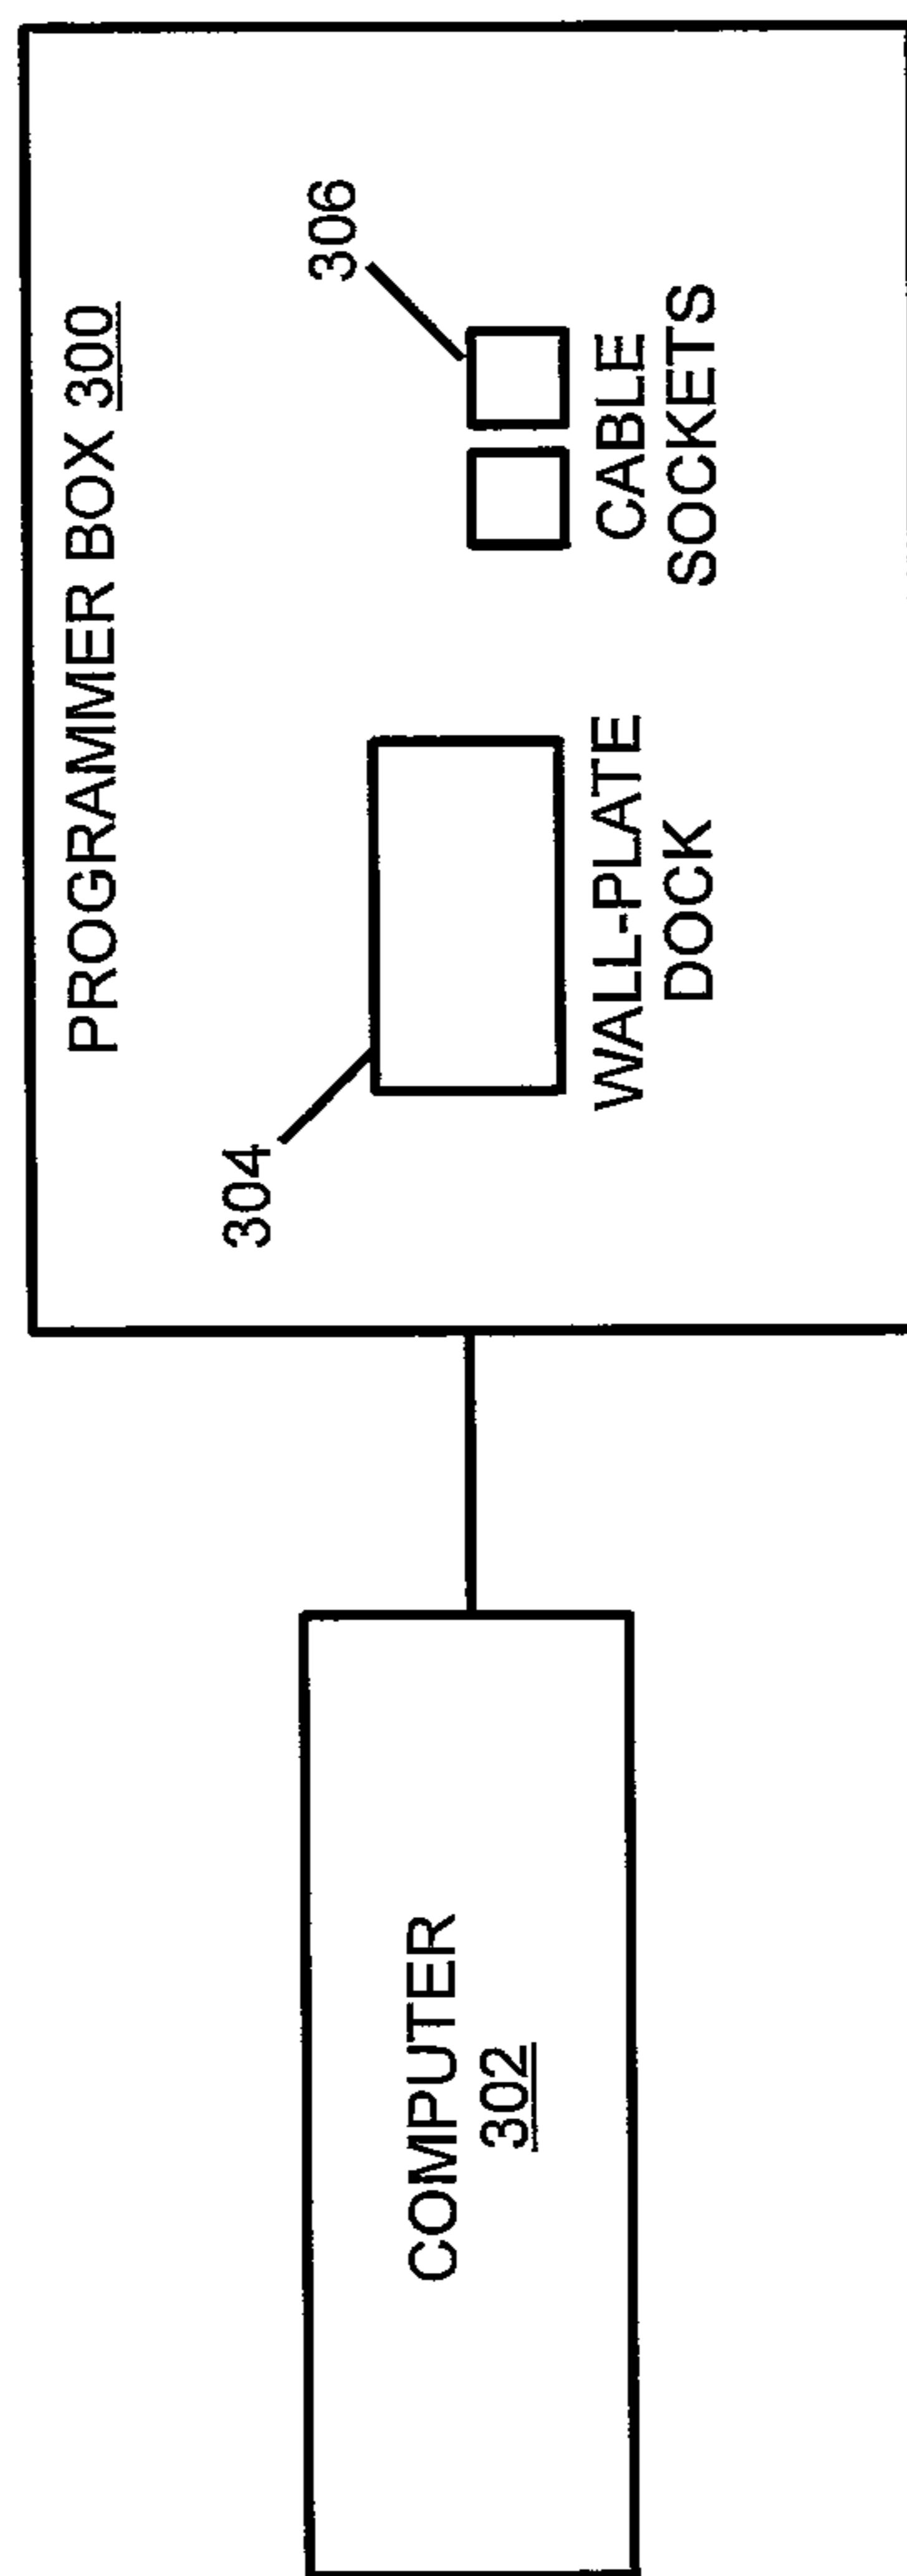 PROGRAMMER BOX 300
304
306
WALL-PLATE
DOCK
CABLE
SOCKETS
COMPUTER
302